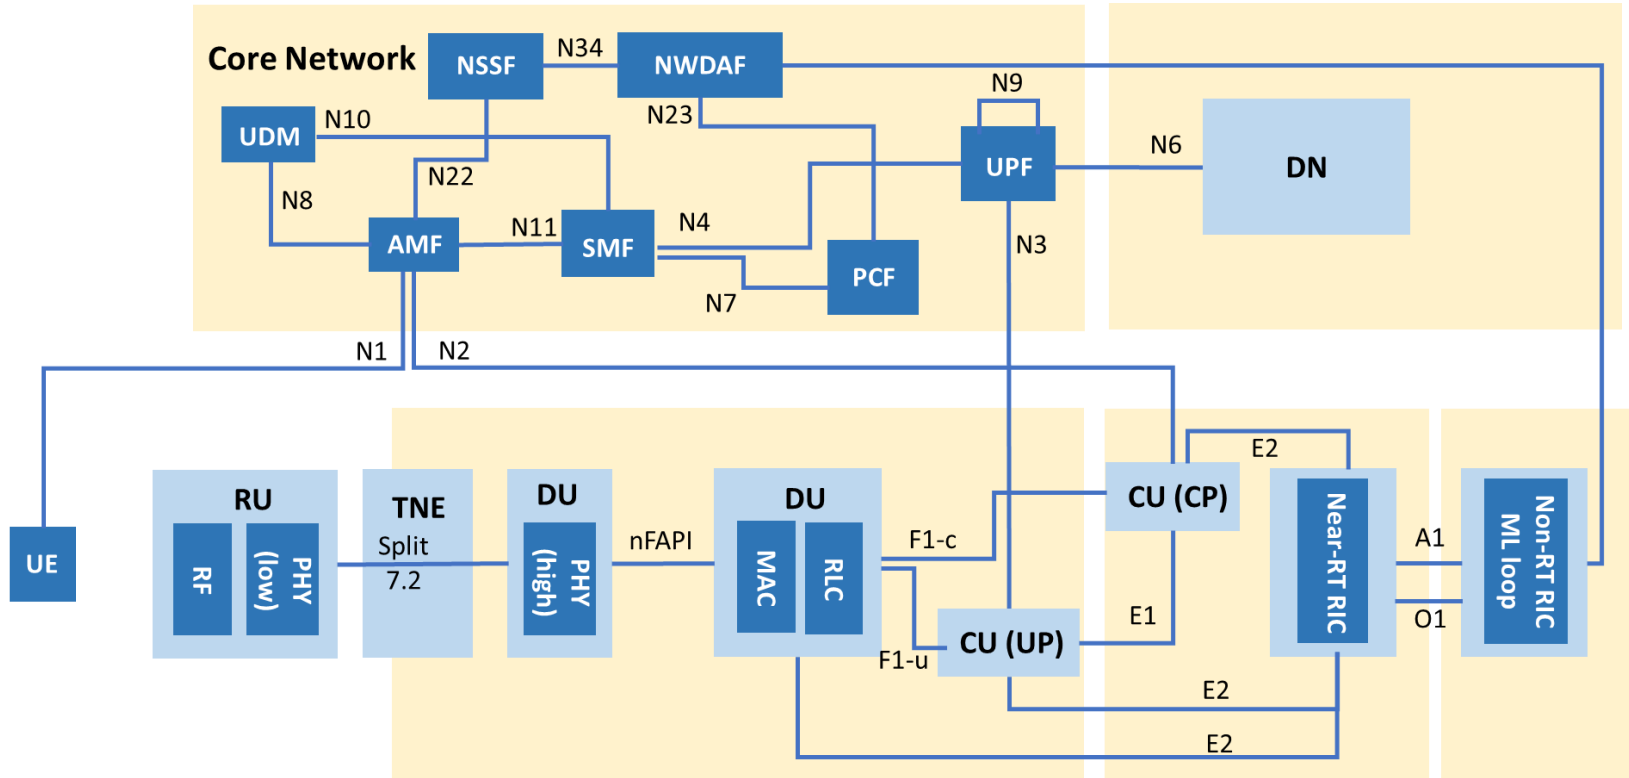 Core Network
NSSF
N34
NWDAF
N9
UDM
N10
N23
UPF
N6
DN
N22
N8
AMF
N11
SMF
N4
N3
PCF
N7
N1
N2
E2
RU
RF
PHY
(low)
TNE
Split
7.2
DU
PHY
(high)
nFAPI
DU
MAC
RLC
F1-c
F1-u
CU (CP)
CU (UP)
E1
Near-RT RIC
A1
O1
Non-RT RIC
ML loop
UE
E2
E2